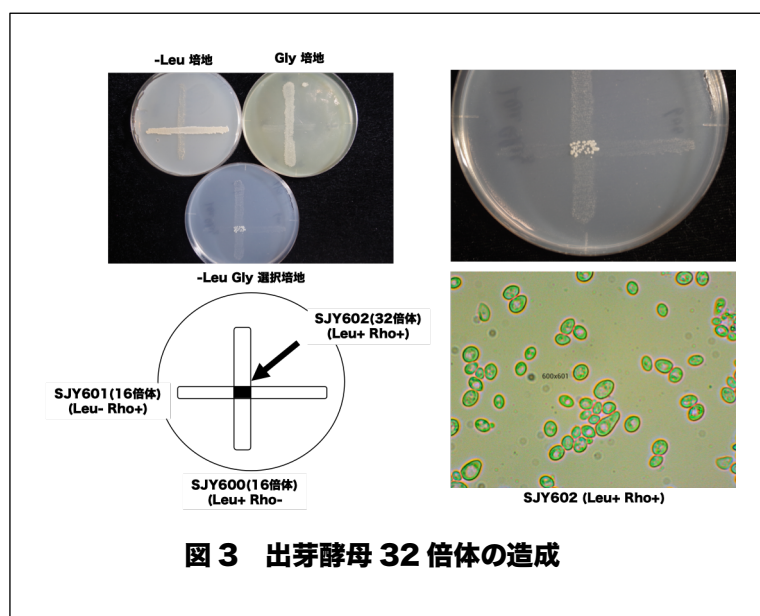 -Leu 培地
Gly 培地
-Leu Gly 選択培地
SJY602(32倍体)
(Leu+ Rho+)
SJY601(16倍体)
(Leu- Rho+)
SJY600(16倍体)
(Leu+ Rho-
600x601
SJY602 (Leu+ Rho+)
図 3 出芽酵母 32 倍体の造成